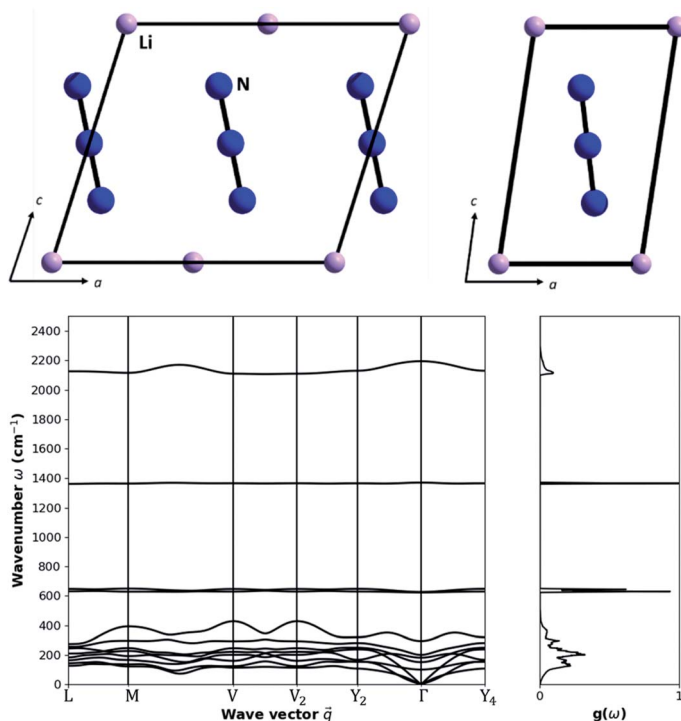 Li
N
c
a
c
a
2400
2200
2000
1800
1600
1400
1200
1000
800
600
400
200
0
Wavenumber ω (cm⁻¹)
L M V V₂ Y₂ Γ Y₄
Wave vector q⃗
0 1
g(ω)